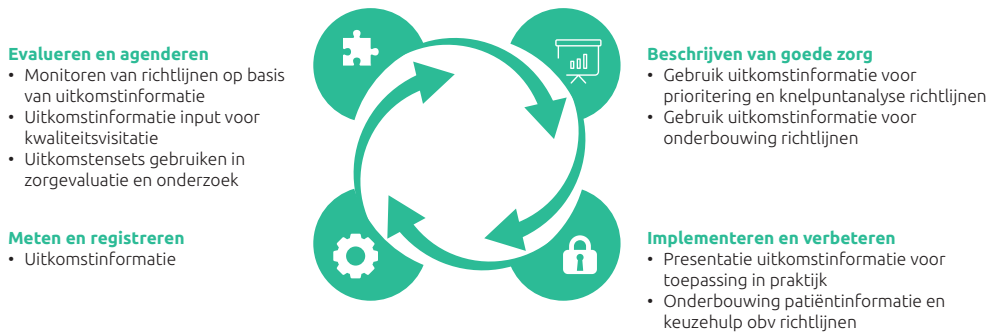 Evalueren en agenderen
• Monitoren van richtlijnen op basis
van uitkomstinformatie
• Uitkomstinformatie input voor
kwaliteitsvisitatie
• Uitkomstensets gebruiken in
zorgevaluatie en onderzoek
Beschrijven van goede zorg
• Gebruik uitkomstinformatie voor
prioritering en knelpuntanalyse richtlijnen
• Gebruik uitkomstinformatie voor
onderbouwing richtlijnen
Meten en registreren
• Uitkomstinformatie
Implementeren en verbeteren
• Presentatie uitkomstinformatie voor
toepassing in praktijk
• Onderbouwing patiëntinformatie en
keuzehulp obv richtlijnen